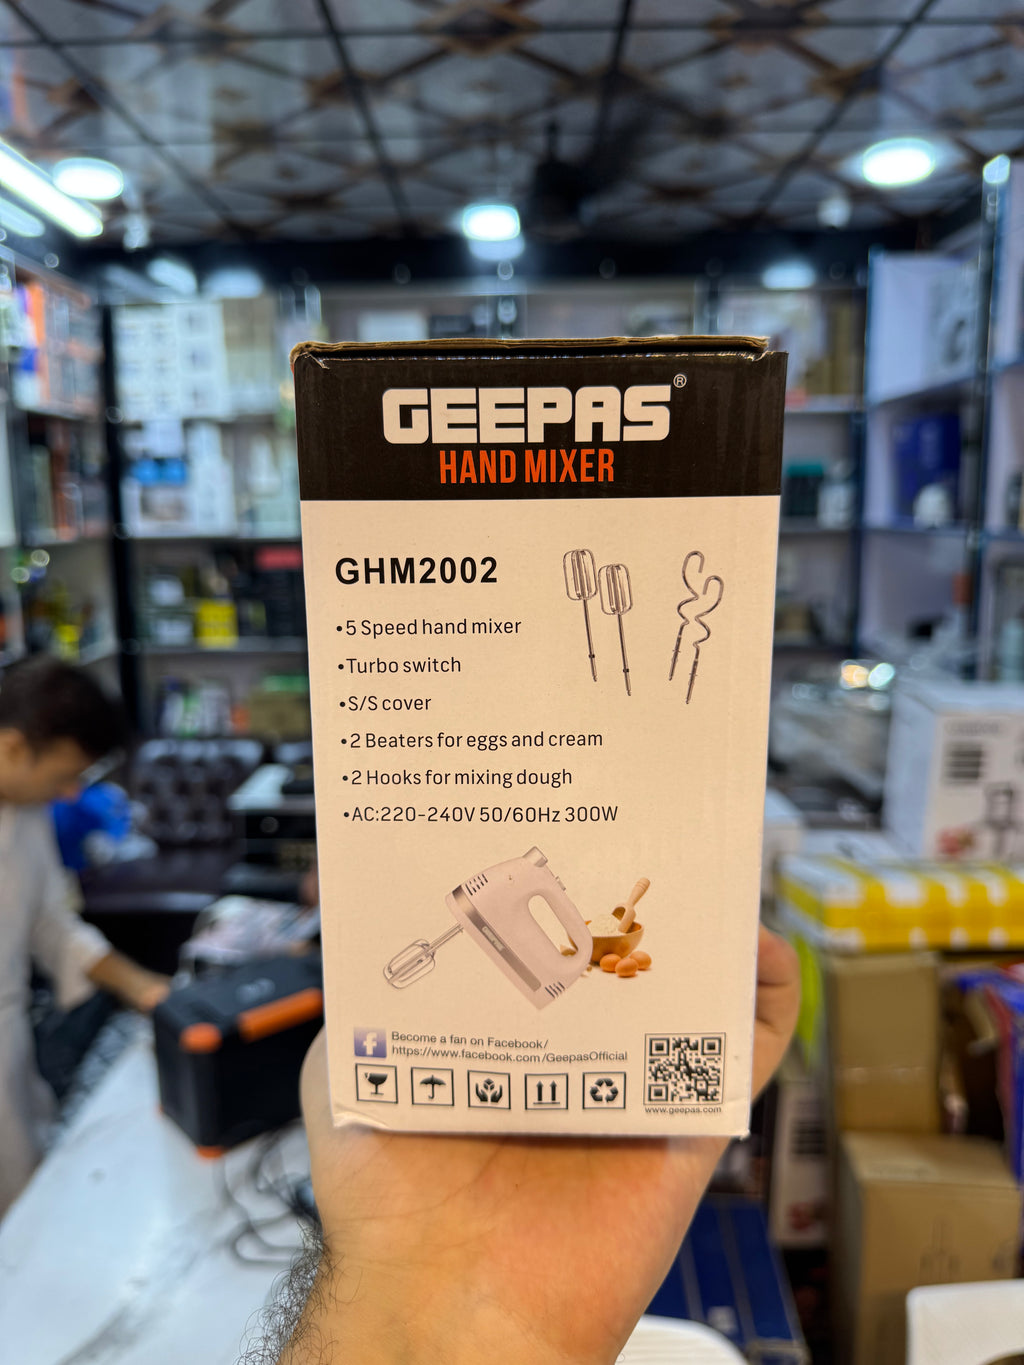 GEEPAS®
HAND MIXER
GHM2002
•5 Speed hand mixer
•Turbo switch
•S/S cover
•2 Beaters for eggs and cream
•2 Hooks for mixing dough
•AC:220-240V 50/60Hz 300W
f
Become a fan on Facebook/
https://www.facebook.com/GeepasOfficial
www.geepas.com